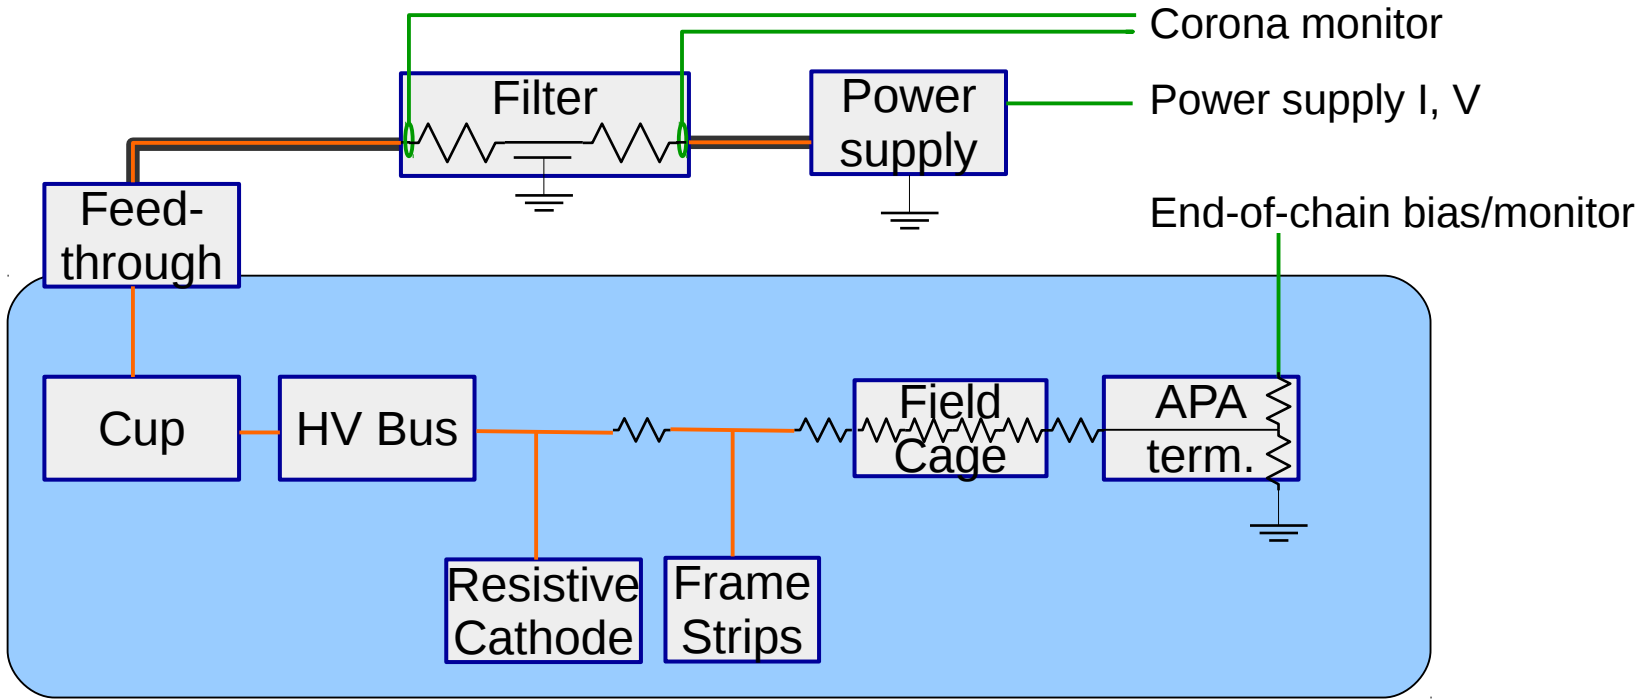 Corona monitor
Filter
Power
supply
Power supply I, V
Feed-
through
End-of-chain bias/monitor
Cup
HV Bus
Field
Cage
APA
term.
Resistive
Cathode
Frame
Strips